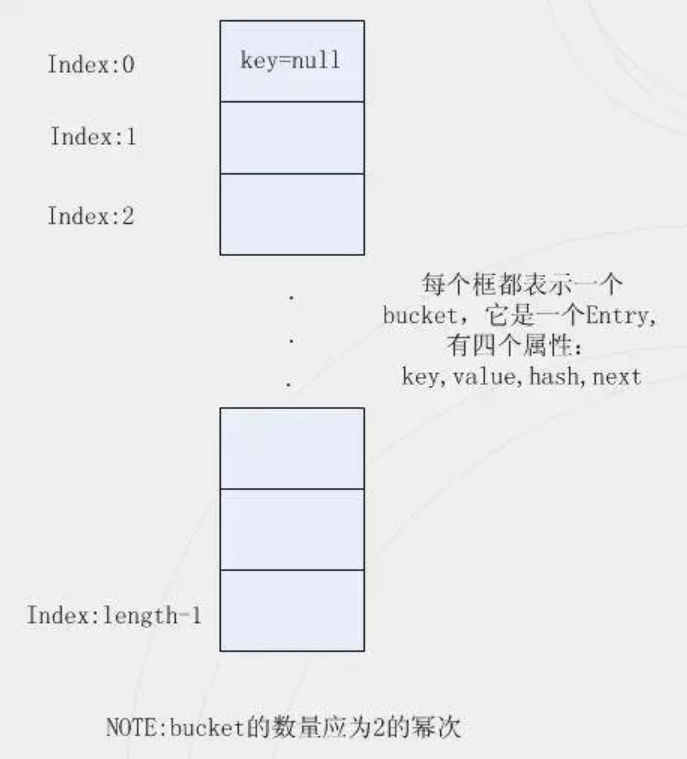 Index:0
key=null
Index:1
Index:2
每个框都表示一个
bucket，它是一个Entry,
有四个属性：
key,value,hash,next
Index:length-1
NOTE:bucket的数量应为2的幂次